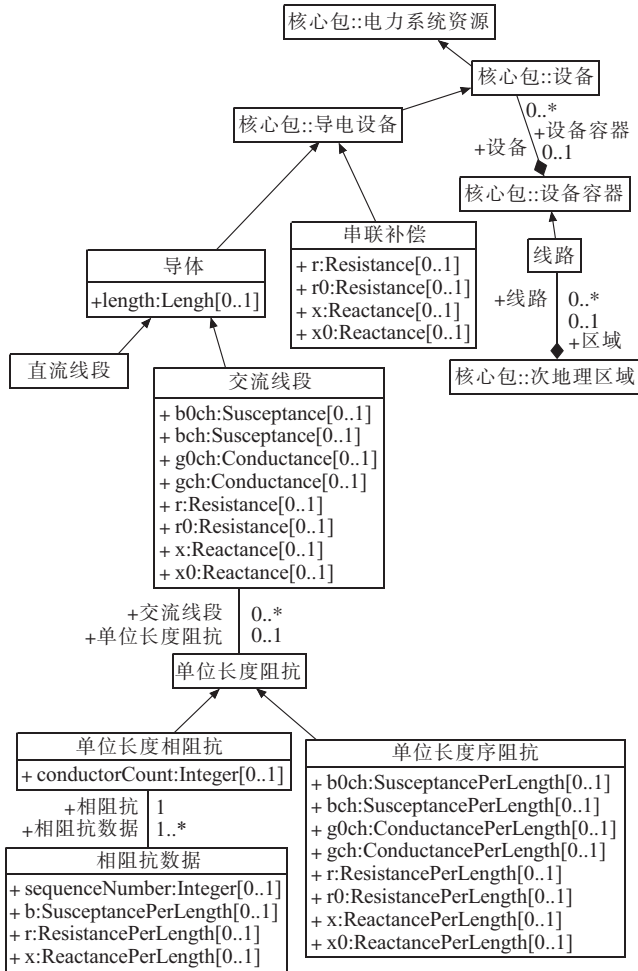 核心包::电力系统资源
核心包::设备
核心包::导电设备
0..*
+设备容器
+设备
0..1
核心包::设备容器
串联补偿
+ r:Resistance[0..1]
+ r0:Resistance[0..1]
+ x:Reactance[0..1]
+ x0:Reactance[0..1]
线路
导体
+length:Lengh[0..1]
+线路
0..*
0..1
+区域
直流线段
核心包::次地理区域
交流线段
+ b0ch:Susceptance[0..1]
+ bch:Susceptance[0..1]
+ g0ch:Conductance[0..1]
+ gch:Conductance[0..1]
+ r:Resistance[0..1]
+ r0:Resistance[0..1]
+ x:Reactance[0..1]
+ x0:Reactance[0..1]
+交流线段 0..*
+单位长度阻抗 0..1
单位长度阻抗
单位长度相阻抗
+ conductorCount:Integer[0..1]
+相阻抗 1
+相阻抗数据 1..*
相阻抗数据
+ sequenceNumber:Integer[0..1]
+ b:SusceptancePerLength[0..1]
+ r:ResistancePerLength[0..1]
+ x:ReactancePerLength[0..1]
单位长度序阻抗
+ b0ch:SusceptancePerLength[0..1]
+ bch:SusceptancePerLength[0..1]
+ g0ch:ConductancePerLength[0..1]
+ gch:ConductancePerLength[0..1]
+ r:ResistancePerLength[0..1]
+ r0:ResistancePerLength[0..1]
+ x:ReactancePerLength[0..1]
+ x0:ReactancePerLength[0..1]